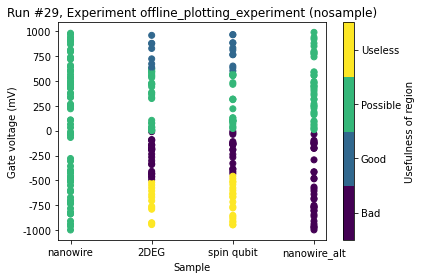 Run #29, Experiment offline_plotting_experiment (nosample)
1000
750
500
250
0
-250
-500
-750
-1000
Gate voltage (mV)
nanowire
2DEG
spin qubit
nanowire_alt
Sample
Useless
Possible
Good
Bad
Usefulness of region